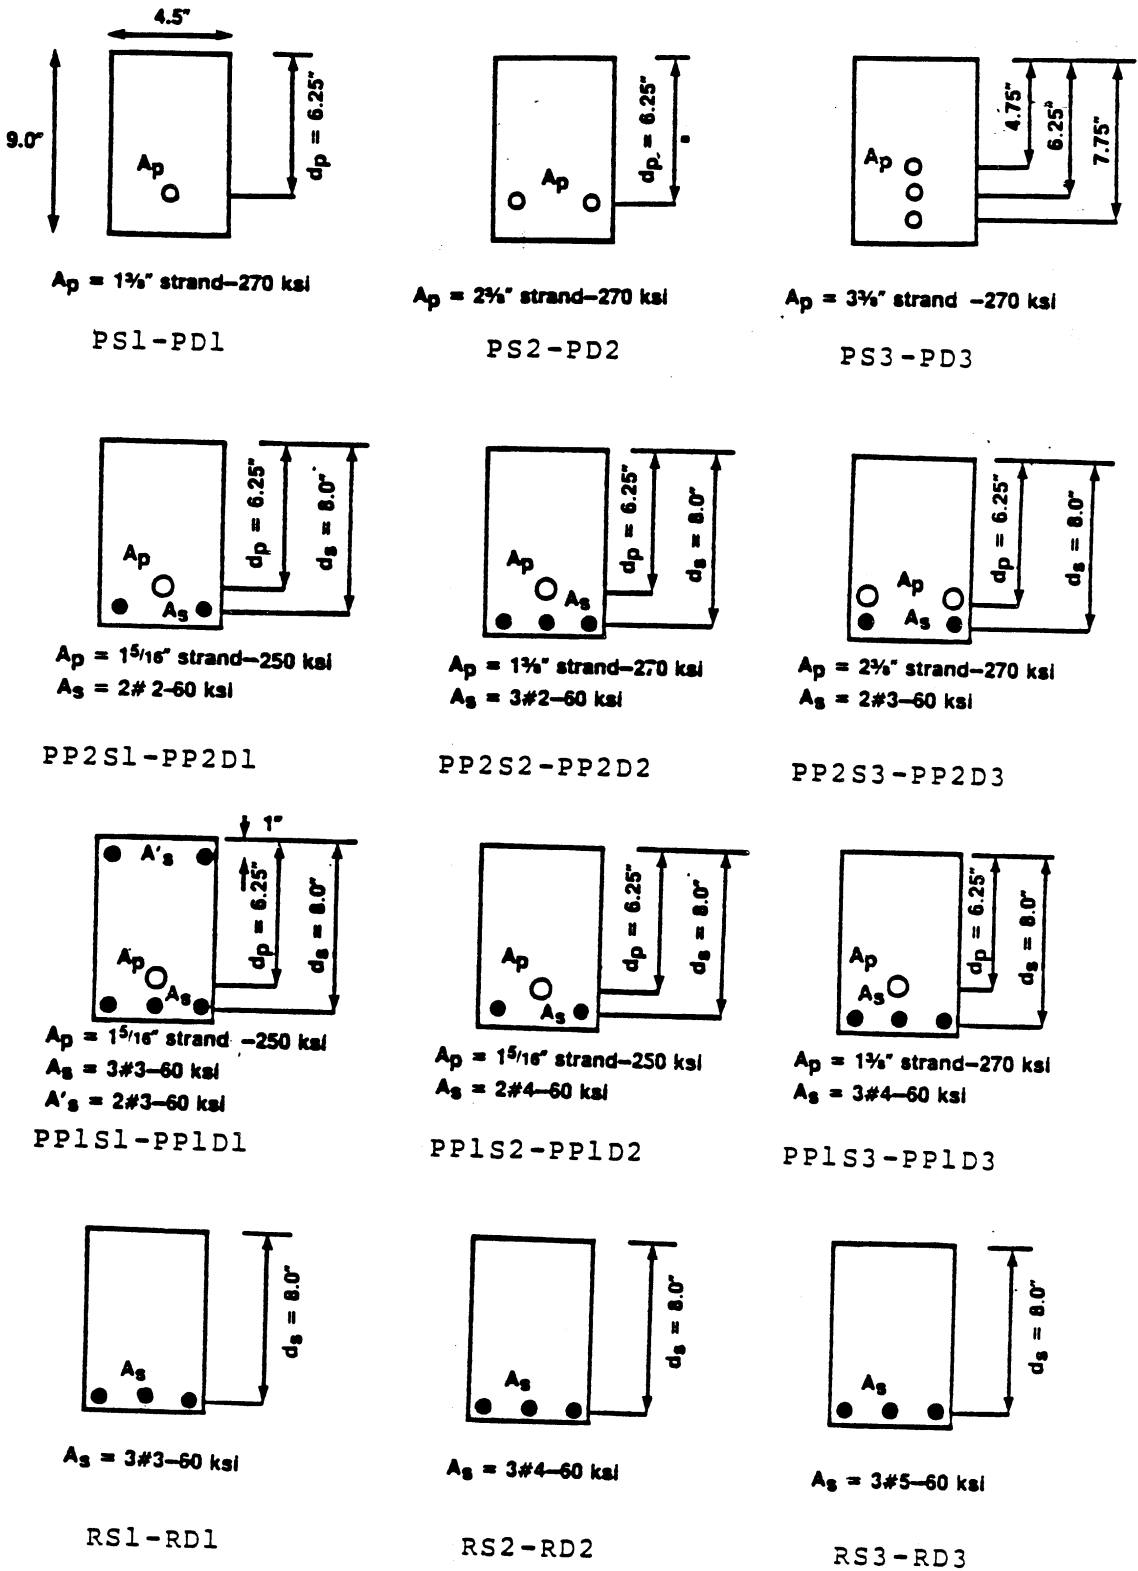 4.5"
9.0"
Ap
dp = 6.25"
Ap = 1⅜" strand–270 ksi
PS1-PD1
Ap
dp = 6.25"
Ap = 2⅜" strand–270 ksi
PS2-PD2
Ap
4.75"
6.25"
7.75"
Ap = 3⅜" strand –270 ksi
PS3-PD3
Ap
As
dp = 6.25"
ds = 8.0"
Ap = 1 5/16" strand–250 ksi
As = 2# 2-60 ksi
PP2S1-PP2D1
Ap
As
dp = 6.25"
ds = 8.0"
Ap = 1⅜" strand–270 ksi
As = 3#2–60 ksi
PP2S2-PP2D2
Ap
As
dp = 6.25"
ds = 8.0"
Ap = 2⅜" strand–270 ksi
As = 2#3–60 ksi
PP2S3-PP2D3
1"
A's
Ap
As
dp = 6.25"
ds = 8.0"
Ap = 1 5/16" strand –250 ksi
As = 3#3–60 ksi
A's = 2#3–60 ksi
PP1S1-PP1D1
Ap
As
dp = 6.25"
ds = 8.0"
Ap = 1 5/16" strand–250 ksi
As = 2#4–60 ksi
PP1S2-PP1D2
Ap
As
dp = 6.25"
ds = 8.0"
Ap = 1⅜" strand–270 ksi
As = 3#4–60 ksi
PP1S3-PP1D3
As
ds = 8.0"
As = 3#3–60 ksi
RS1-RD1
As
ds = 8.0"
As = 3#4–60 ksi
RS2-RD2
As
ds = 8.0"
As = 3#5–60 ksi
RS3-RD3